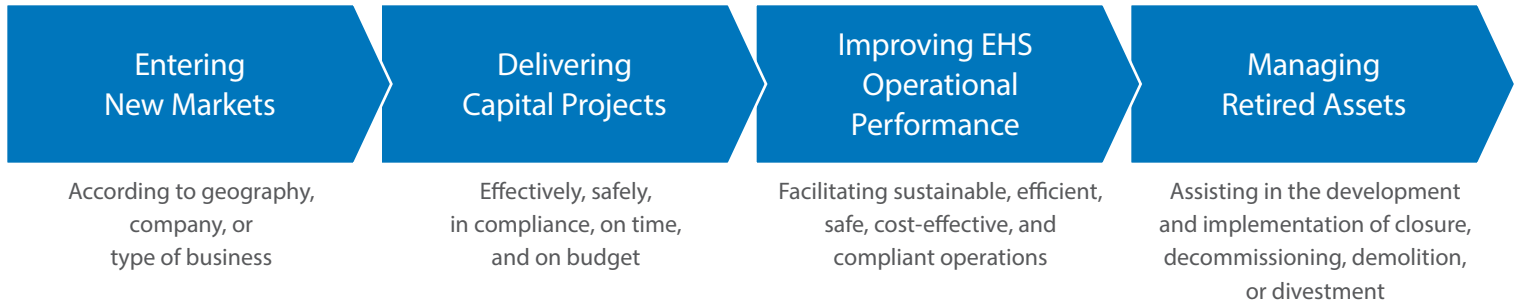 Entering
New Markets
According to geography,
company, or
type of business
Delivering
Capital Projects
Effectively, safely,
in compliance, on time,
and on budget
Improving EHS
Operational
Performance
Facilitating sustainable, efficient,
safe, cost-effective, and
compliant operations
Managing
Retired Assets
Assisting in the development
and implementation of closure,
decommissioning, demolition,
or divestment